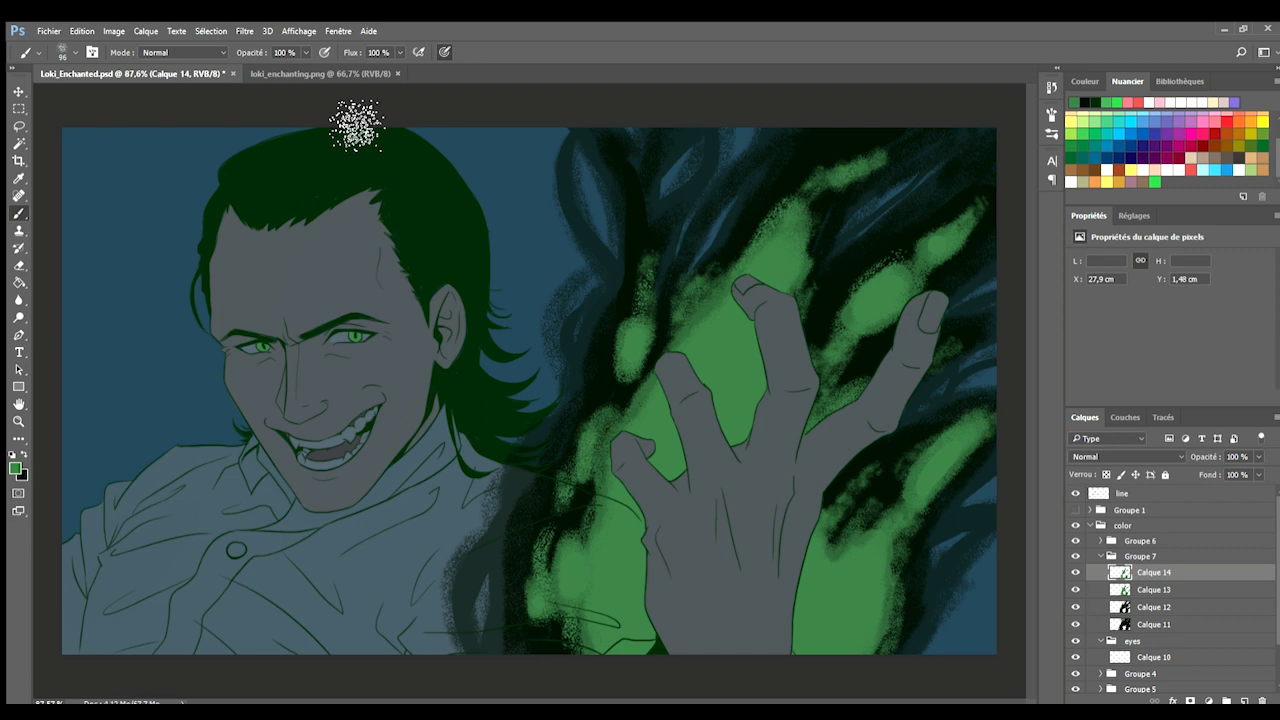 Ps Fichier Edition Image Calque Texte Sélection Filtre 3D Affichage Fenêtre Aide
96 Mode : Normal Opacité : 100 % Flux : 100 %
Loki_Enchanted.psd @ 87,6% (Calque 14, RVB/8) * × loki_enchanting.png @ 66,7% (RVB/8) ×
Couleur Nuancier Bibliothèques
Propriétés Réglages
Propriétés du calque de pixels
L : H :
X : 27,9 cm Y : 1,48 cm
Calques Couches Tracés
Type
Normal Opacité : 100 %
Verrou : Fond : 100 %
line
Groupe 1
color
Groupe 6
Groupe 7
Calque 14
Calque 13
Calque 12
Calque 11
eyes
Calque 10
Groupe 4
Groupe 5